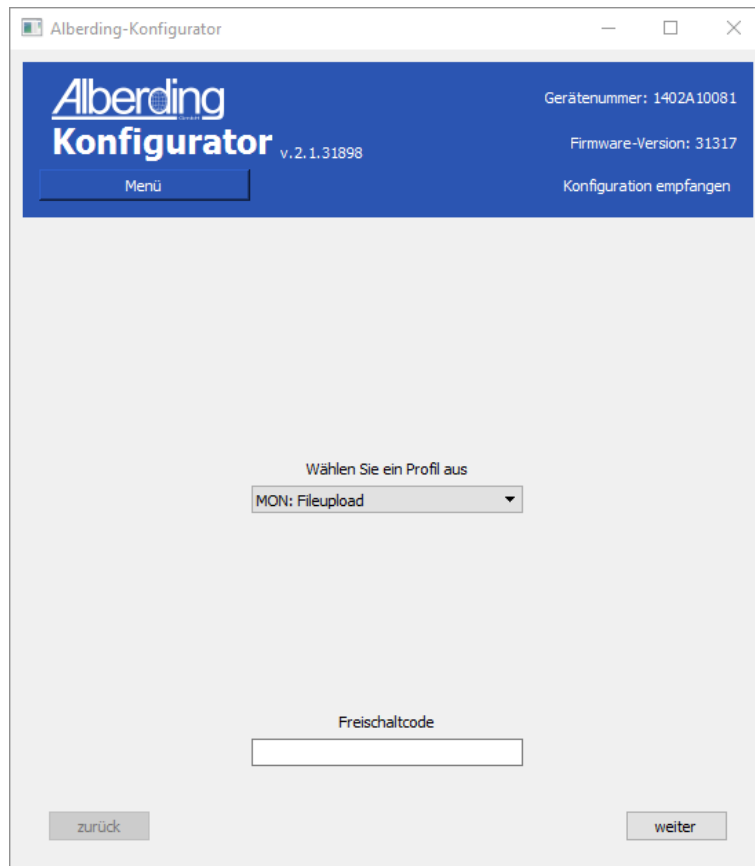 Alberding-Konfigurator
Alberding
GmbH
Gerätenummer: 1402A10081
Konfigurator v.2.1.31898
Firmware-Version: 31317
Menü
Konfiguration empfangen
Wählen Sie ein Profil aus
MON: Fileupload
Freischaltcode
zurück
weiter